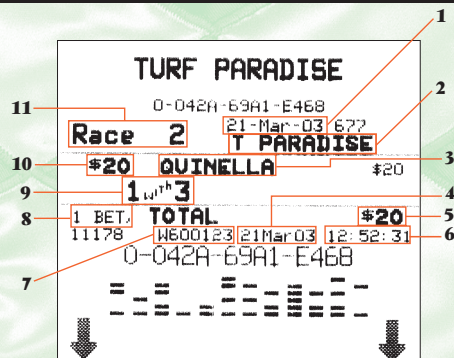 1
TURF PARADISE
2
O-042A-69A1-E468
11
21-Mar-03 677
Race 2
T PARADISE
10
$20 QUINELLA $20
3
9
1 with 3
4
8
1 BET, TOTAL $20
5
11178 W600123 21Mar03 12:52:31
6
7
O-042A-69A1-E468